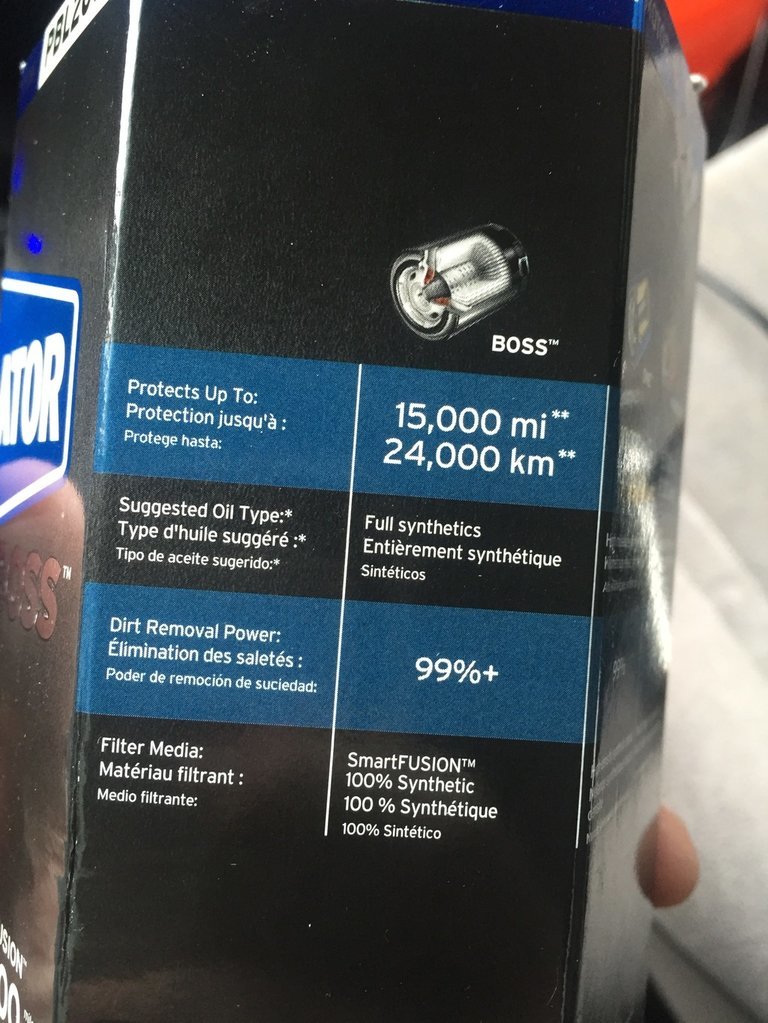 BOSS™
Protects Up To:
Protection jusqu'à :
Protege hasta:
15,000 mi**
24,000 km**
Suggested Oil Type:*
Type d'huile suggéré :*
Tipo de aceite sugerido:*
Full synthetics
Entièrement synthétique
Sintéticos
Dirt Removal Power:
Élimination des saletés :
Poder de remoción de suciedad:
99%+
Filter Media:
Matériau filtrant :
Medio filtrante:
SmartFUSION™
100% Synthetic
100 % Synthétique
100% Sintético
ATOR